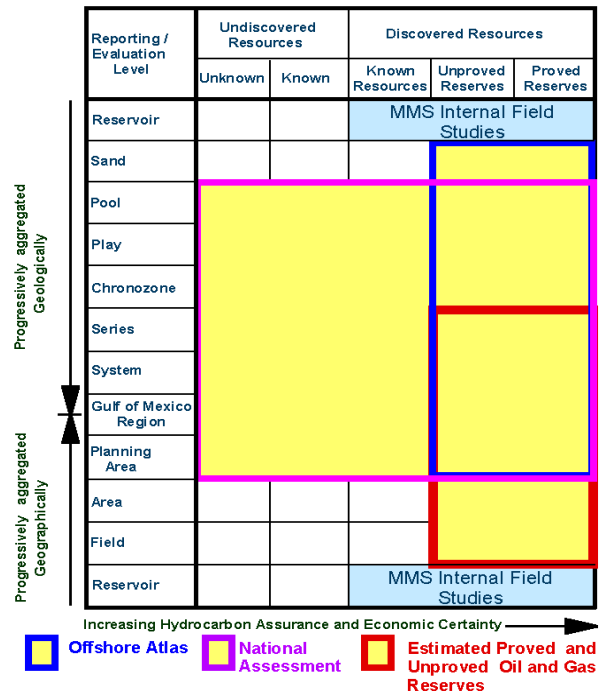 Reporting /
Evaluation
Level
Undiscovered
Resources
Discovered Resources
Unknown
Known
Known
Resources
Unproved
Reserves
Proved
Reserves
Reservoir
MMS Internal Field
Studies
Sand
Pool
Play
Chronozone
Series
System
Gulf of Mexico
Region
Planning
Area
Area
Field
Reservoir
MMS Internal Field
Studies
Progressively aggregated
Geologically
Progressively aggregated
Geographically
Increasing Hydrocarbon Assurance and Economic Certainty
Offshore Atlas
National
Assessment
Estimated Proved and
Unproved Oil and Gas
Reserves